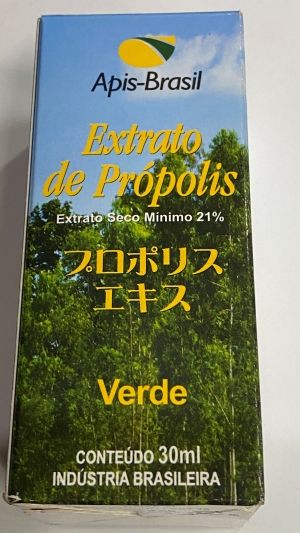 Apis-Brasil
Extrato
de Própolis
Extrato Seco Mínimo 21%
プロポリス
エキス
Verde
CONTEÚDO 30ml
INDÚSTRIA BRASILEIRA